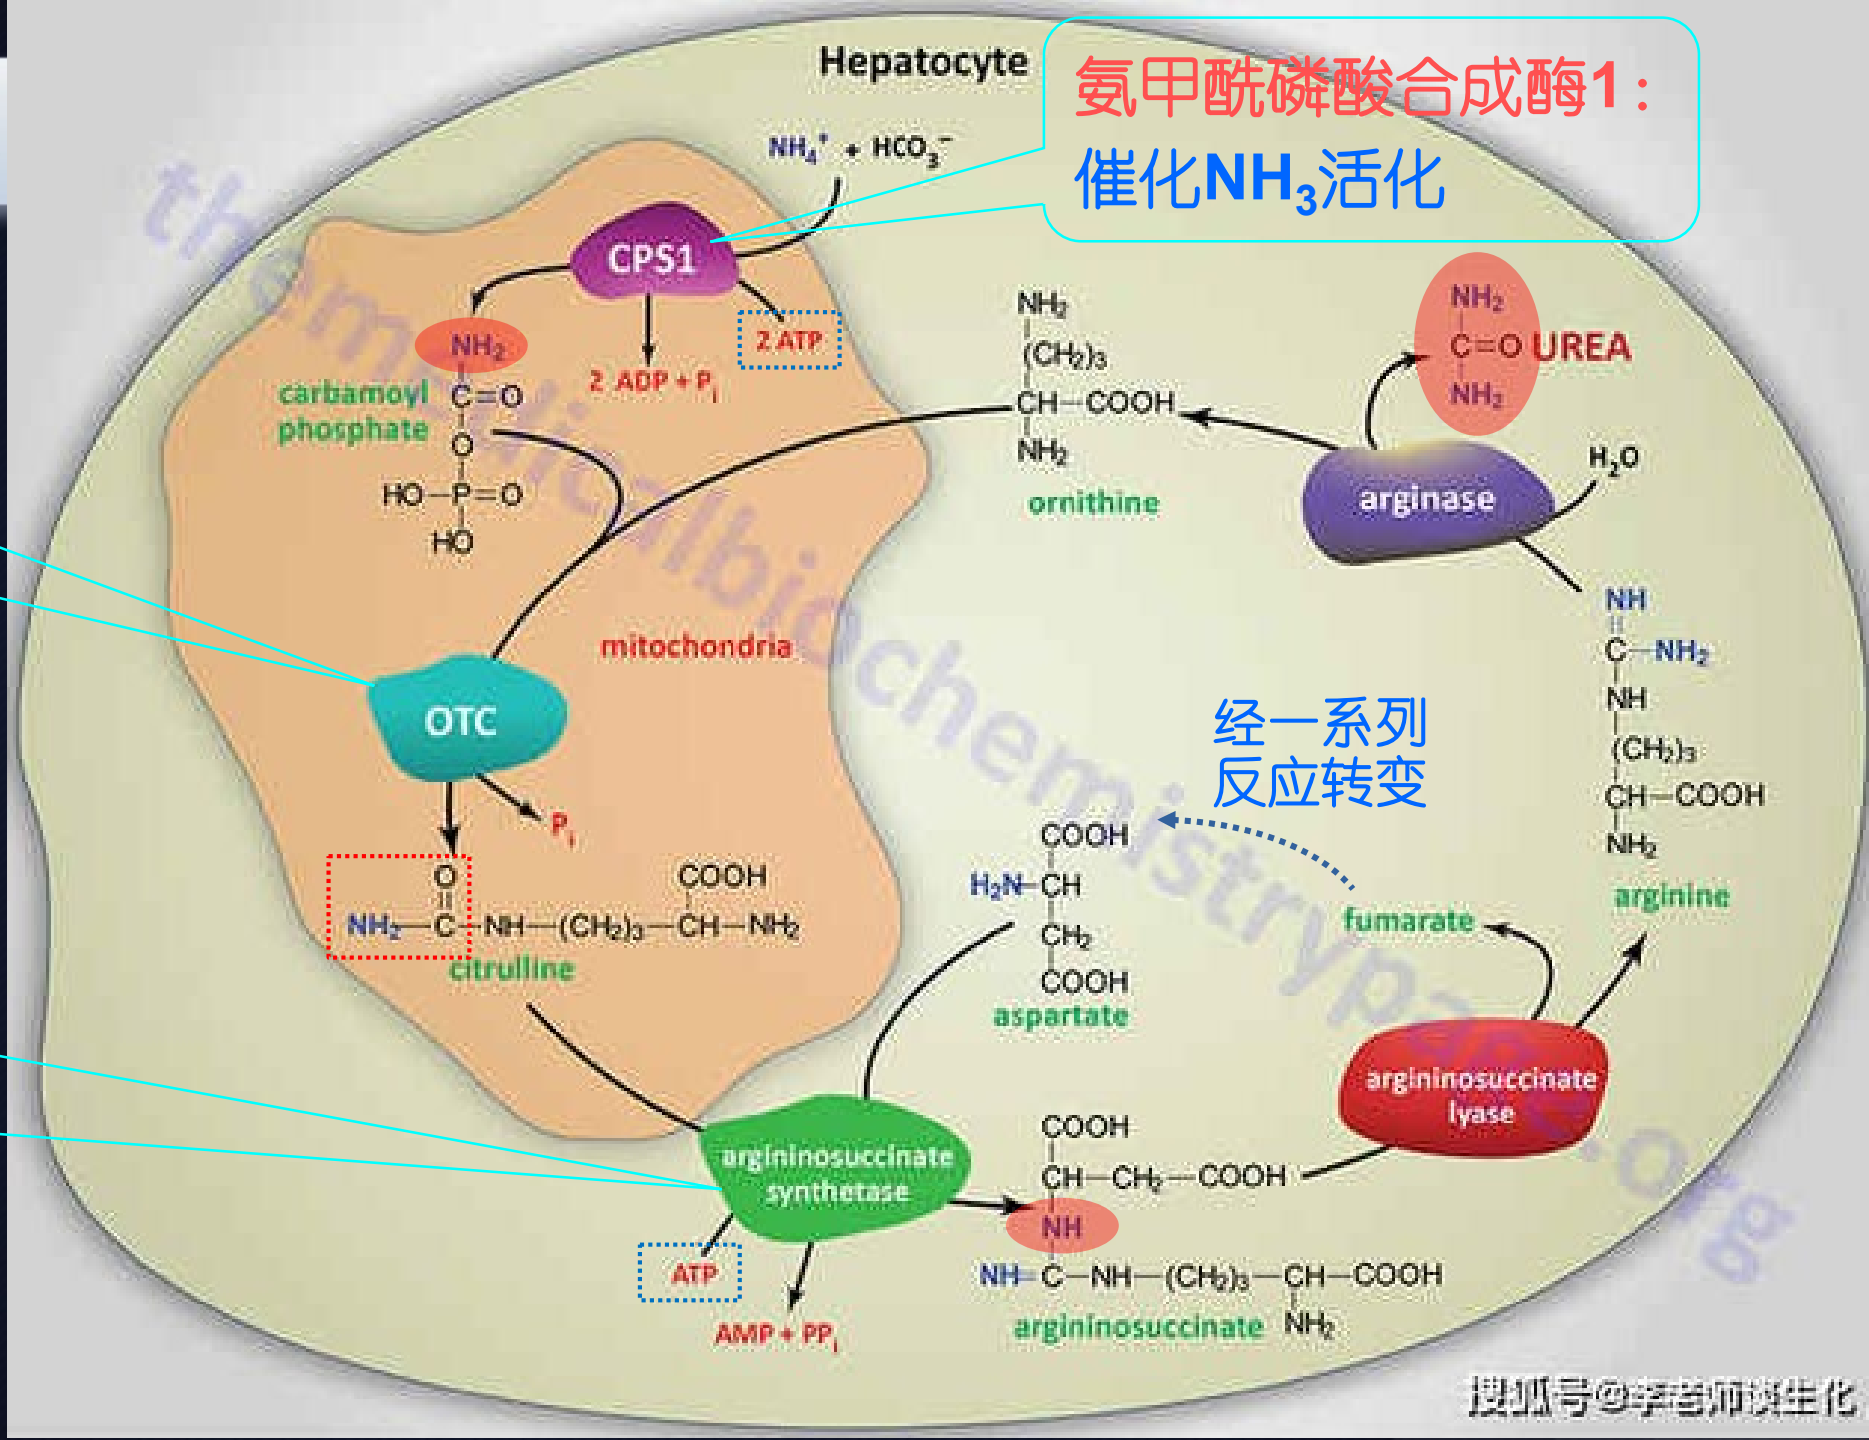 Hepatocyte
氨甲酰磷酸合成酶1：
催化NH₃活化
NH₄⁺ + HCO₃⁻
CPS1
2 ATP
2 ADP + Pᵢ
NH₂
carbamoyl
phosphate
C=O
O
HO—P=O
HO
NH₂
(CH₂)₃
CH—COOH
NH₂
ornithine
NH₂
C=O UREA
NH₂
H₂O
arginase
mitochondria
OTC
Pᵢ
NH
C—NH₂
NH
(CH₂)₃
CH—COOH
NH₂
arginine
经一系列
反应转变
COOH
H₂N—CH
CH₂
COOH
aspartate
fumarate
O
COOH
NH₂—C—NH—(CH₂)₃—CH—NH₂
citrulline
argininosuccinate
lyase
argininosuccinate
synthetase
ATP
AMP + PPᵢ
COOH
CH—CH₂—COOH
NH
NH=C—NH—(CH₂)₃—CH—COOH
NH₂
argininosuccinate
themedicalbiochemistrypage.org
搜狐号@李老师谈生化